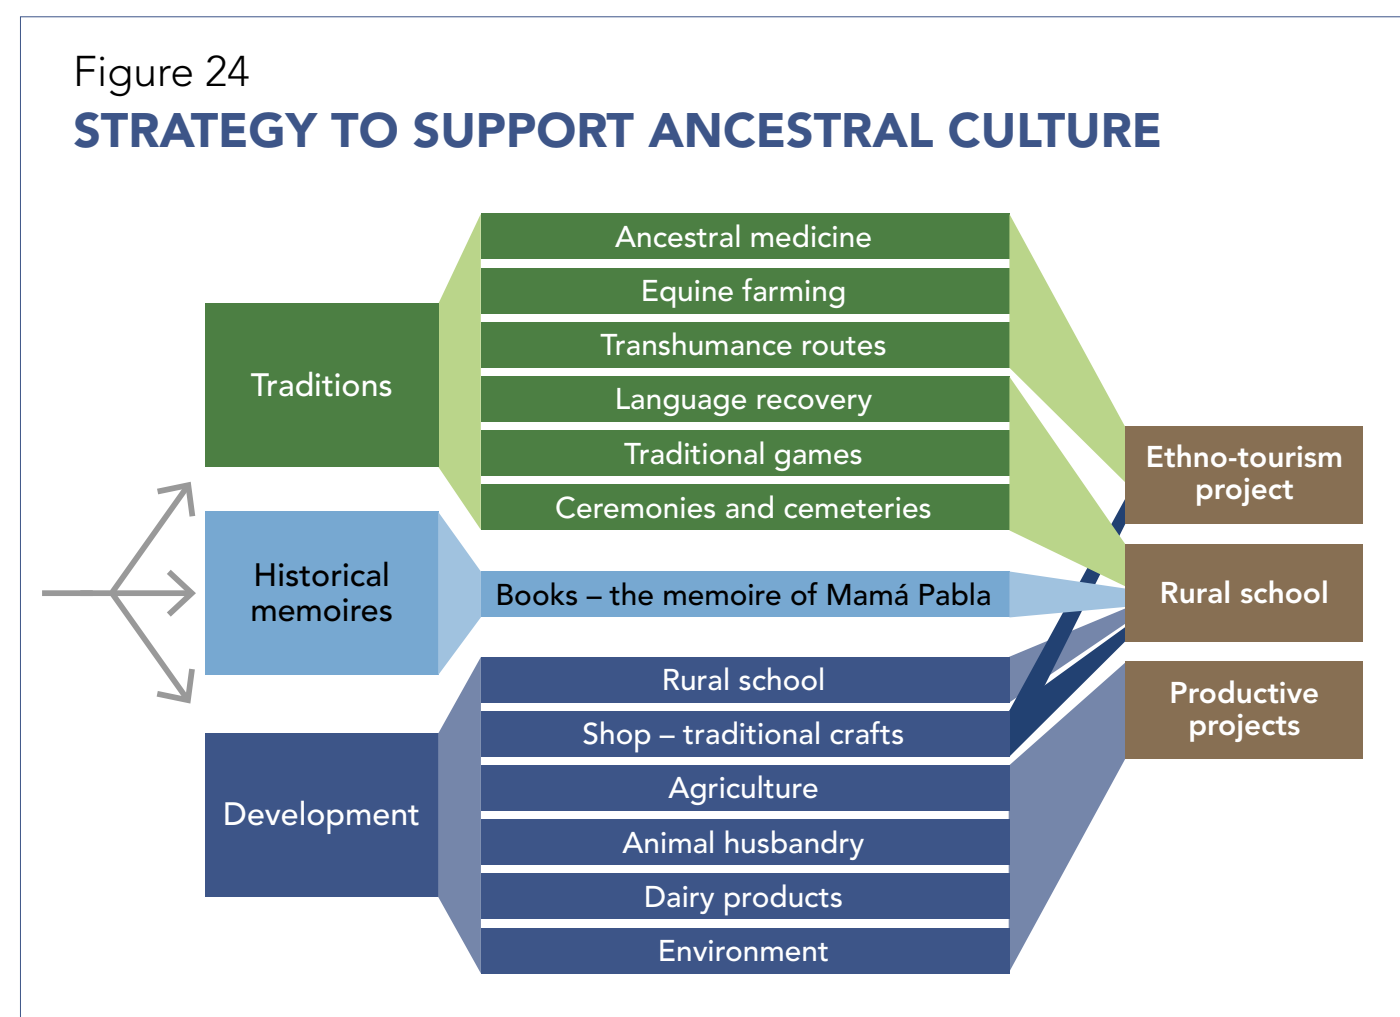 Figure 24
STRATEGY TO SUPPORT ANCESTRAL CULTURE
Traditions
Ancestral medicine
Equine farming
Transhumance routes
Language recovery
Traditional games
Ceremonies and cemeteries
Historical
memoires
Books – the memoire of Mamá Pabla
Development
Rural school
Shop – traditional crafts
Agriculture
Animal husbandry
Dairy products
Environment
Ethno-tourism
project
Rural school
Productive
projects